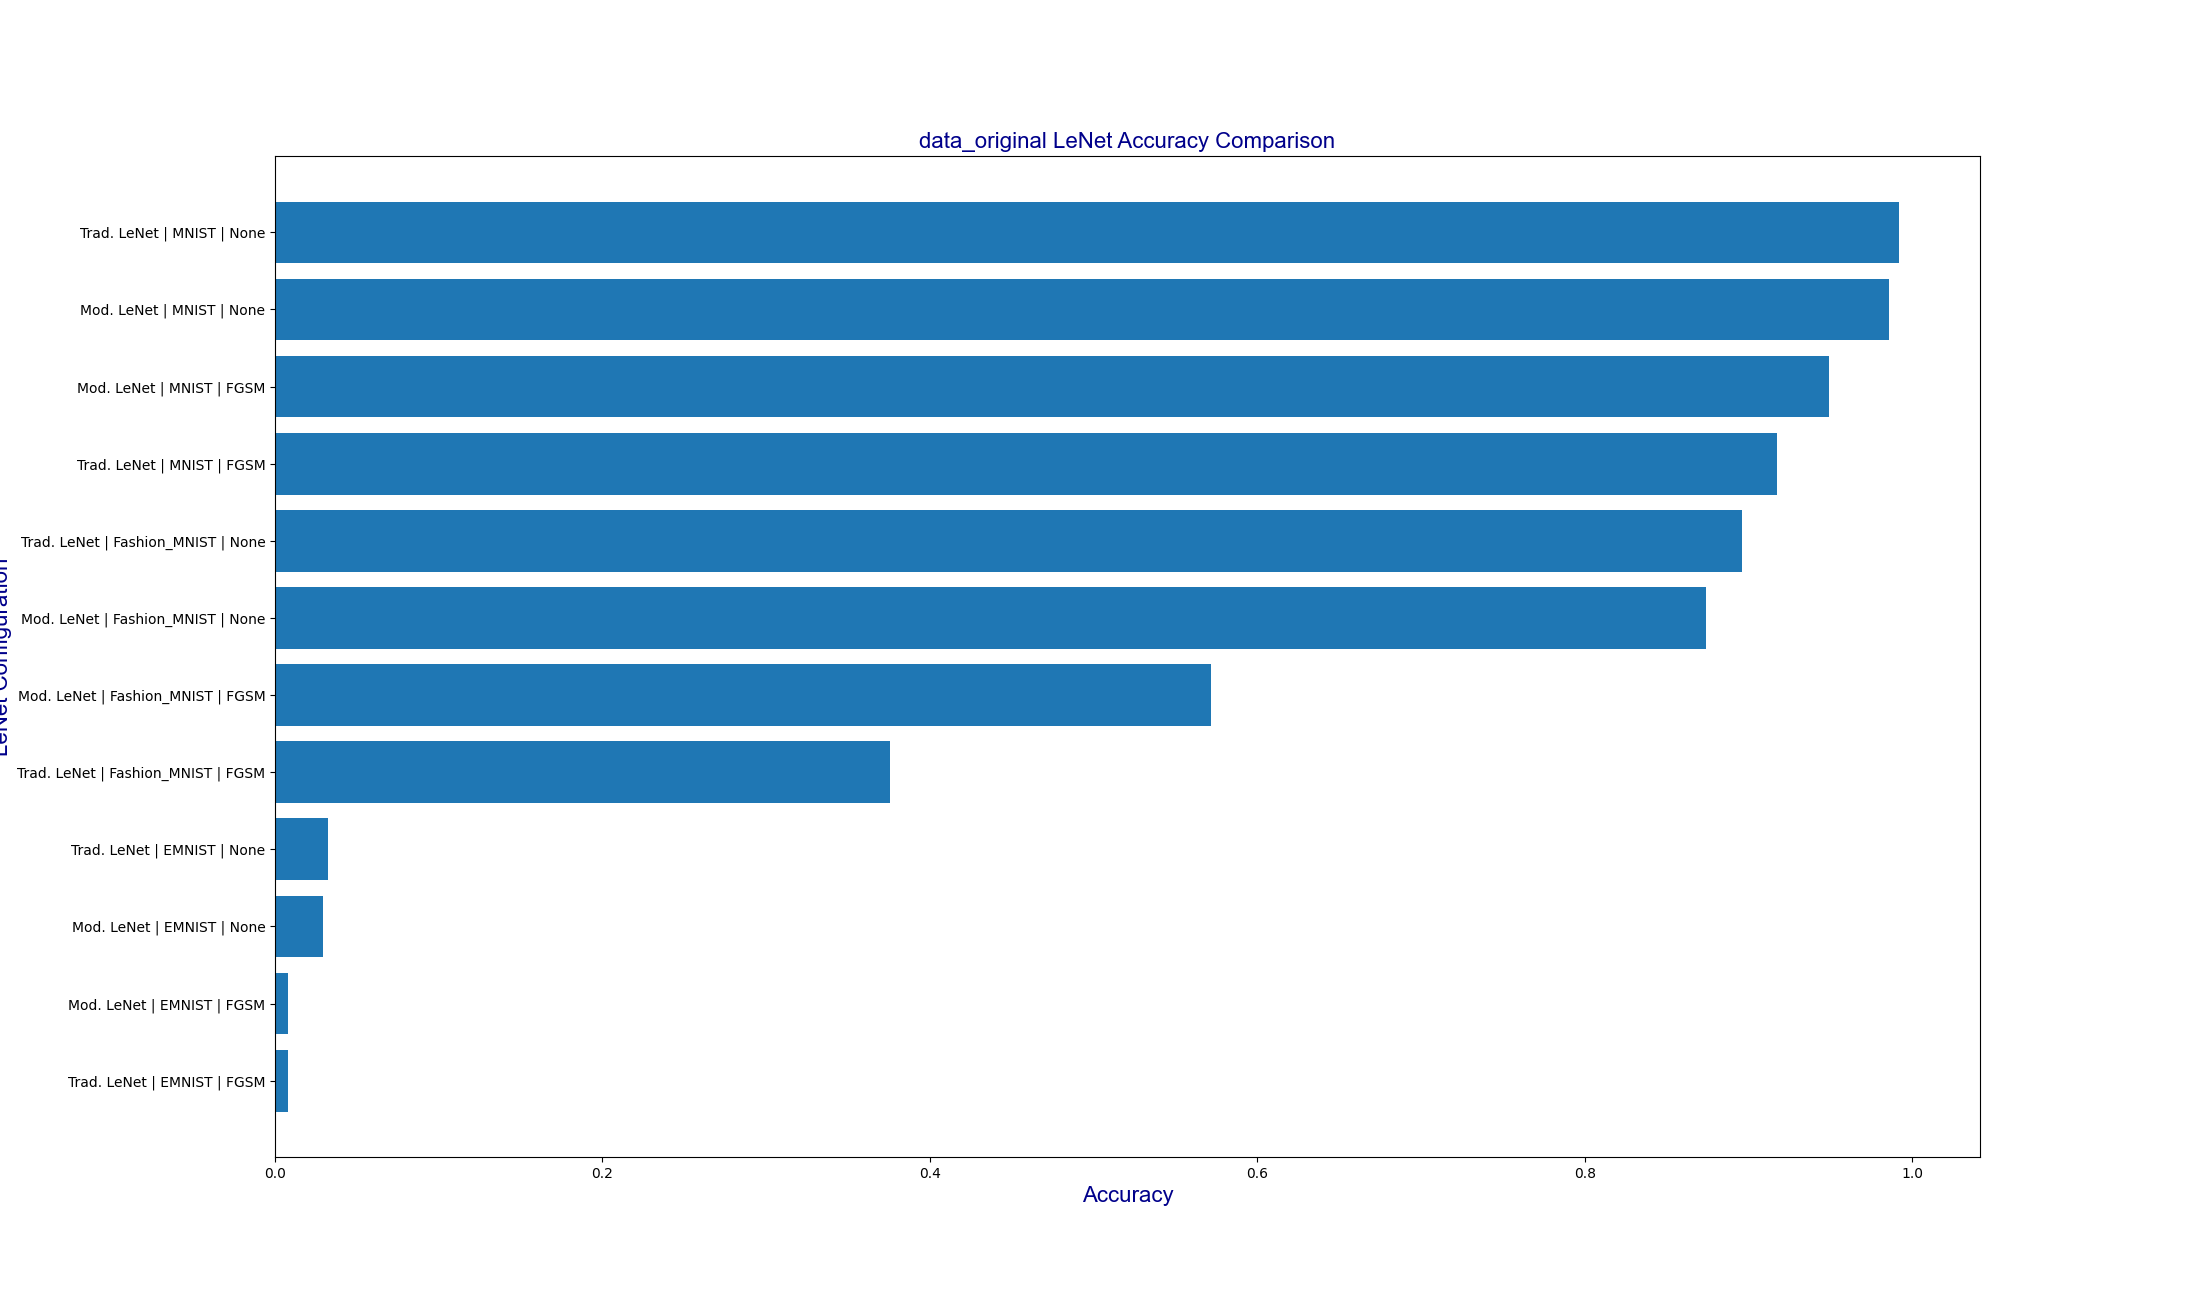 data_original LeNet Accuracy Comparison
Trad. LeNet | MNIST | None
Mod. LeNet | MNIST | None
Mod. LeNet | MNIST | FGSM
Trad. LeNet | MNIST | FGSM
Trad. LeNet | Fashion_MNIST | None
Mod. LeNet | Fashion_MNIST | None
Mod. LeNet | Fashion_MNIST | FGSM
Trad. LeNet | Fashion_MNIST | FGSM
Trad. LeNet | EMNIST | None
Mod. LeNet | EMNIST | None
Mod. LeNet | EMNIST | FGSM
Trad. LeNet | EMNIST | FGSM
LeNet Configuration
0.0 0.2 0.4 0.6 0.8 1.0
Accuracy